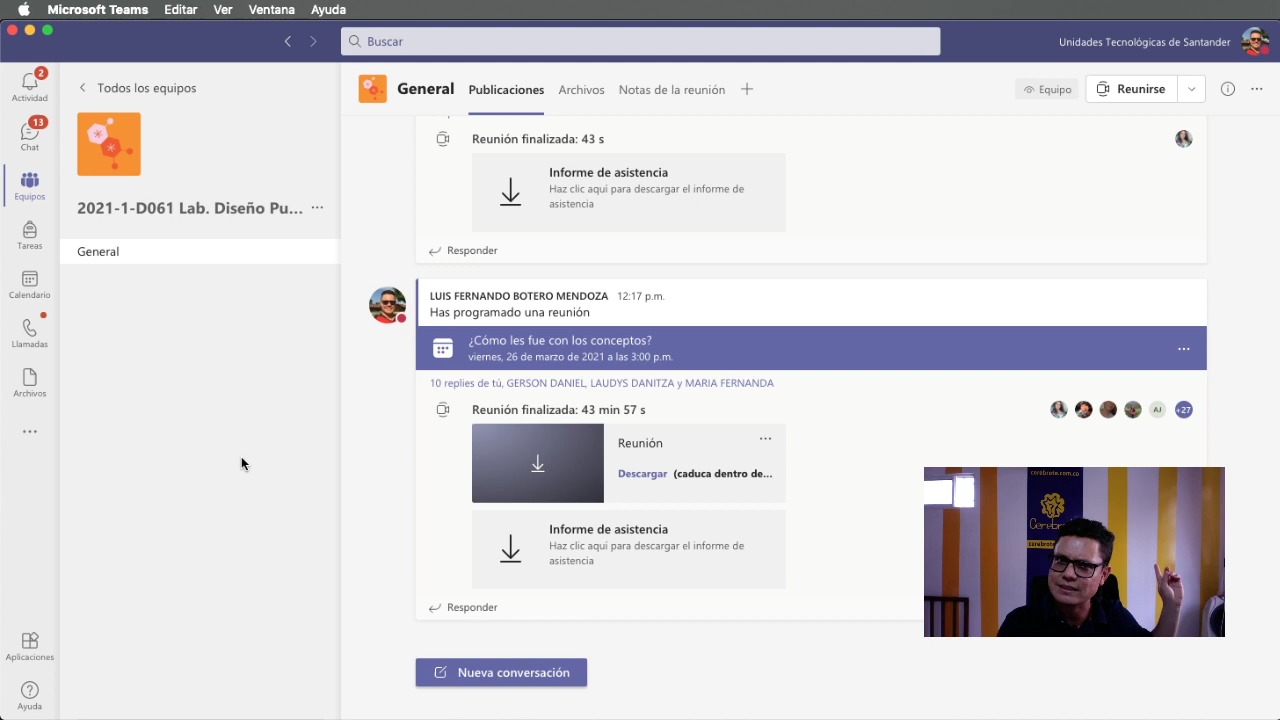 Microsoft Teams Editar Ver Ventana Ayuda
Buscar
Unidades Tecnológicas de Santander
2
Actividad
13
Chat
Equipos
Tareas
Calendario
Llamadas
Archivos
Aplicaciones
Ayuda
Todos los equipos
2021-1-D061 Lab. Diseño Pu...
General
General Publicaciones Archivos Notas de la reunión
Equipo Reunirse
Reunión finalizada: 43 s
Informe de asistencia
Haz clic aquí para descargar el informe de
asistencia
Responder
LUIS FERNANDO BOTERO MENDOZA 12:17 p.m.
Has programado una reunión
¿Cómo les fue con los conceptos?
viernes, 26 de marzo de 2021 a las 3:00 p.m.
10 replies de tú, GERSON DANIEL, LAUDYS DANITZA y MARIA FERNANDA
Reunión finalizada: 43 min 57 s
AJ +27
Reunión
Descargar (caduca dentro de...
Informe de asistencia
Haz clic aquí para descargar el informe de
asistencia
Responder
Nueva conversación
cerebrote.com.co